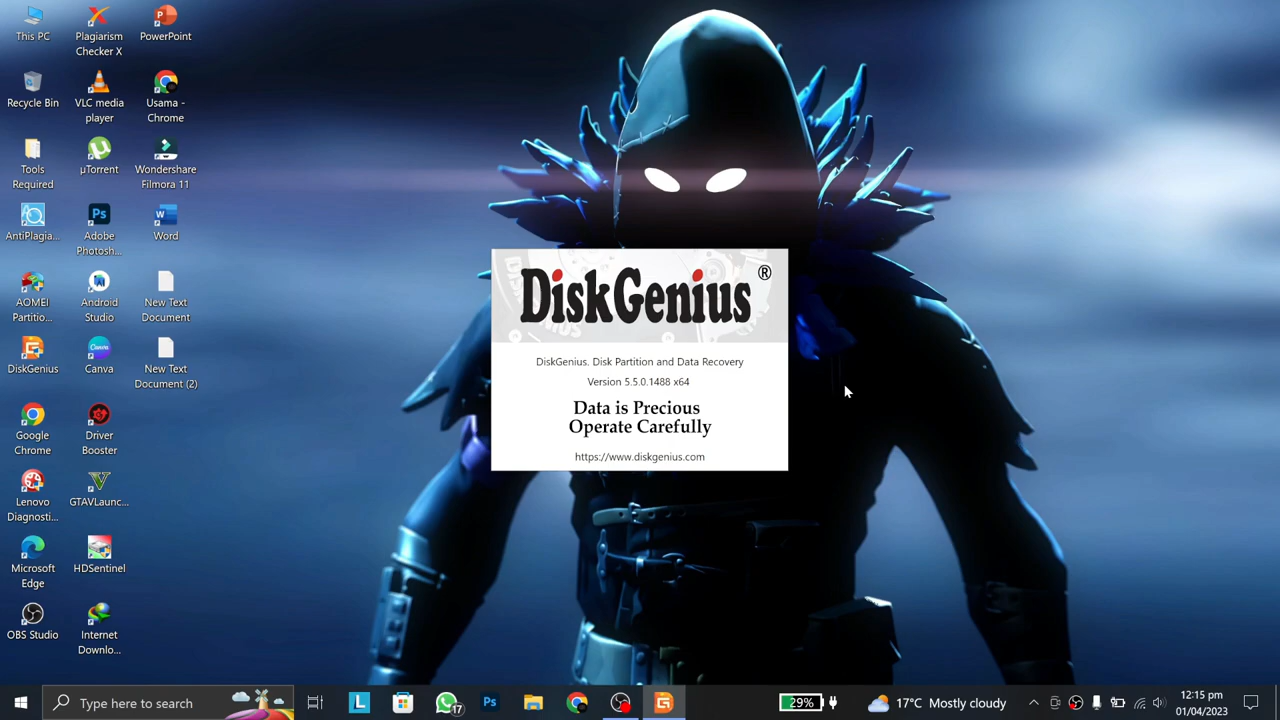 This PC
Plagiarism
Checker X
PowerPoint
Recycle Bin
VLC media
player
Usama -
Chrome
Tools
Required
µTorrent
Wondershare
Filmora 11
AntiPlagia...
Adobe
Photosh...
Word
AOMEI
Partitio...
Android
Studio
New Text
Document
DiskGenius
Canva
New Text
Document (2)
Google
Chrome
Driver
Booster
Lenovo
Diagnosti...
GTAVLaunc...
Microsoft
Edge
HDSentinel
OBS Studio
Internet
Downlo...
DiskGenius®
DiskGenius. Disk Partition and Data Recovery
Version 5.5.0.1488 x64
Data is Precious
Operate Carefully
https://www.diskgenius.com
Type here to search
L
17
Ps
29%
17°C Mostly cloudy
12:15 pm
01/04/2023